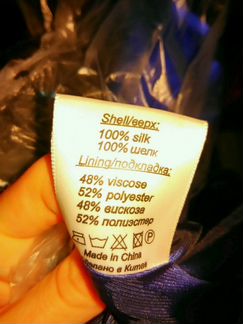 Shell/верх:
100% silk
100% шелк
Lining/подкладка:
48% viscose
52% polyester
48% вискоза
52% полиэстер
P
Made in China
Сделано в Китае